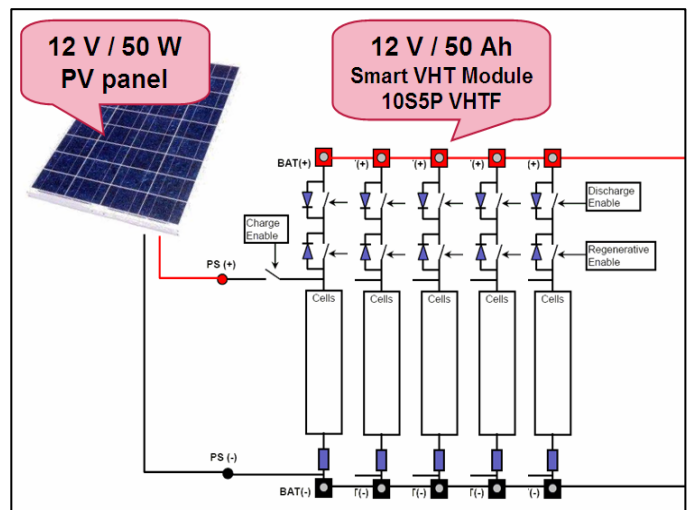 12 V / 50 W
PV panel
12 V / 50 Ah
Smart VHT Module
10S5P VHTF
BAT(+)
'(+)
'(+)
'(+)
(+)
Discharge
Enable
Charge
Enable
Regenerative
Enable
PS (+)
Cells
Cells
Cells
Cells
Cells
PS (-)
BAT(-)
T(-)
T(-)
T(-)
(-)